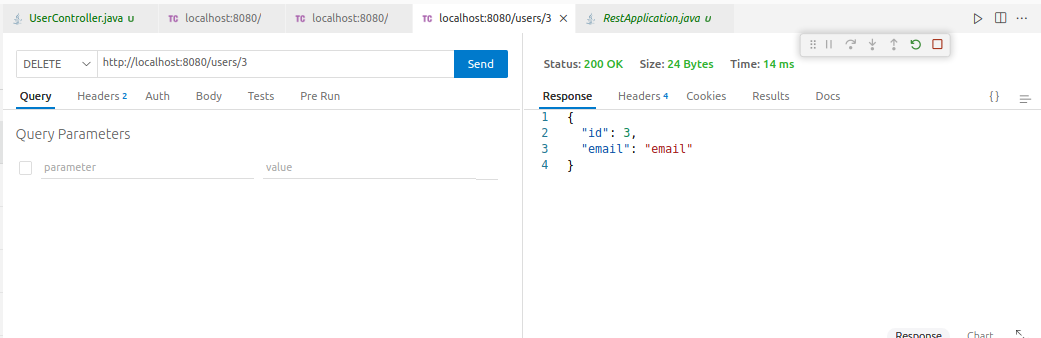 UserController.java U
TC localhost:8080/
TC localhost:8080/
TC localhost:8080/users/3
RestApplication.java U
DELETE http://localhost:8080/users/3 Send
Query Headers 2 Auth Body Tests Pre Run
Query Parameters
parameter value
Status: 200 OK Size: 24 Bytes Time: 14 ms
Response Headers 4 Cookies Results Docs {}
1 {
2 "id": 3,
3 "email": "email"
4 }
Response Chart